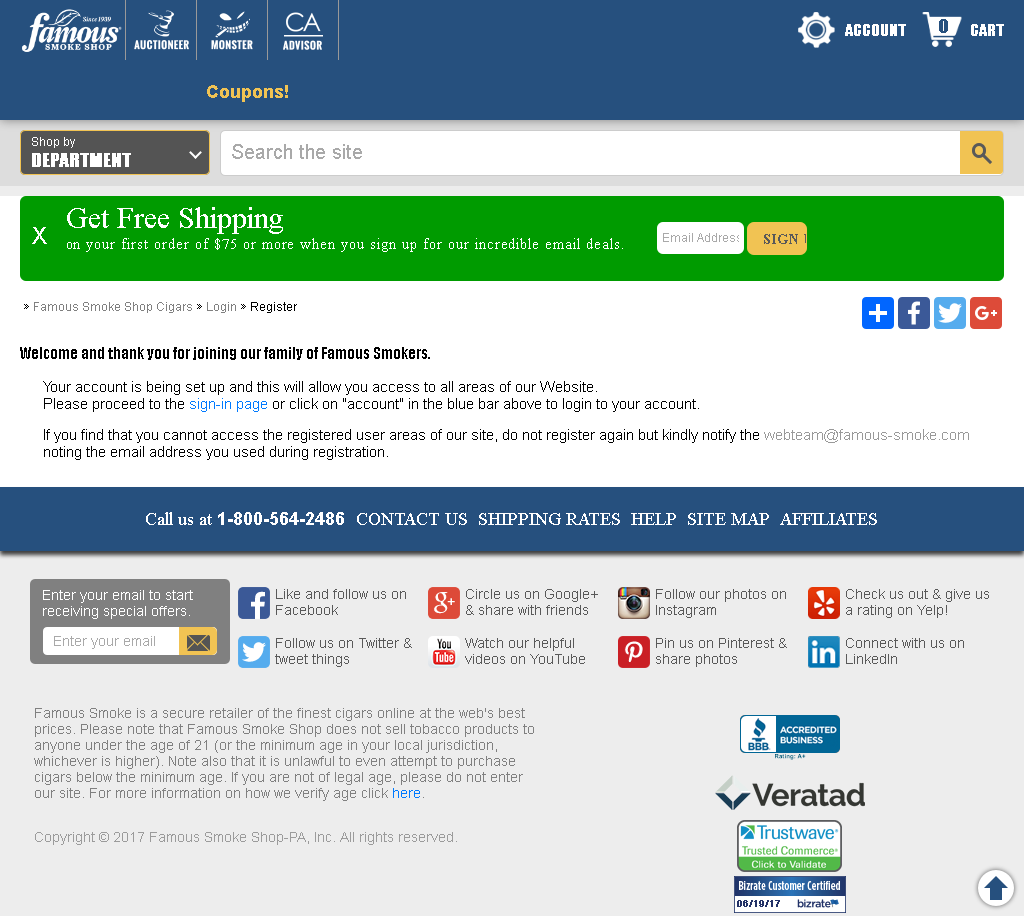 Since 1939
famous
SMOKE SHOP
AUCTIONEER
MONSTER
CA
ADVISOR
ACCOUNT
0
CART
Coupons!
Shop by
DEPARTMENT
Search the site
X
Get Free Shipping
on your first order of $75 or more when you sign up for our incredible email deals.
Email Address
SIGN
» Famous Smoke Shop Cigars » Login » Register
Welcome and thank you for joining our family of Famous Smokers.
Your account is being set up and this will allow you access to all areas of our Website.
Please proceed to the sign-in page or click on "account" in the blue bar above to login to your account.
If you find that you cannot access the registered user areas of our site, do not register again but kindly notify the webteam@famous-smoke.com
noting the email address you used during registration.
Call us at 1-800-564-2486 CONTACT US SHIPPING RATES HELP SITE MAP AFFILIATES
Enter your email to start
receiving special offers.
Enter your email
Like and follow us on
Facebook
Circle us on Google+
& share with friends
Follow our photos on
Instagram
Check us out & give us
a rating on Yelp!
Follow us on Twitter &
tweet things
You
Tube
Watch our helpful
videos on YouTube
Pin us on Pinterest &
share photos
in
Connect with us on
LinkedIn
Famous Smoke is a secure retailer of the finest cigars online at the web's best
prices. Please note that Famous Smoke Shop does not sell tobacco products to
anyone under the age of 21 (or the minimum age in your local jurisdiction,
whichever is higher). Note also that it is unlawful to even attempt to purchase
cigars below the minimum age. If you are not of legal age, please do not enter
our site. For more information on how we verify age click here.
Copyright © 2017 Famous Smoke Shop-PA, Inc. All rights reserved.
BBB
ACCREDITED
BUSINESS
Rating: A+
Veratad
Trustwave®
Trusted Commerce®
Click to Validate
Bizrate Customer Certified
06/19/17 bizrate